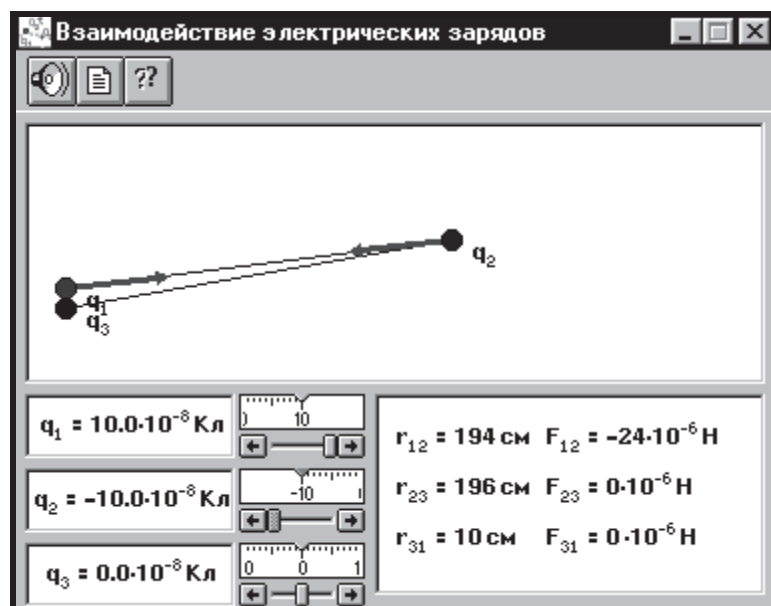 Взаимодействие электрических зарядов
??
q₂
q₁
q₃
q₁ = 10.0·10⁻⁸ Кл
10
q₂ = -10.0·10⁻⁸ Кл
-10
q₃ = 0.0·10⁻⁸ Кл
0 0 1
r₁₂ = 194 см F₁₂ = -24·10⁻⁶ Н
r₂₃ = 196 см F₂₃ = 0·10⁻⁶ Н
r₃₁ = 10 см F₃₁ = 0·10⁻⁶ Н